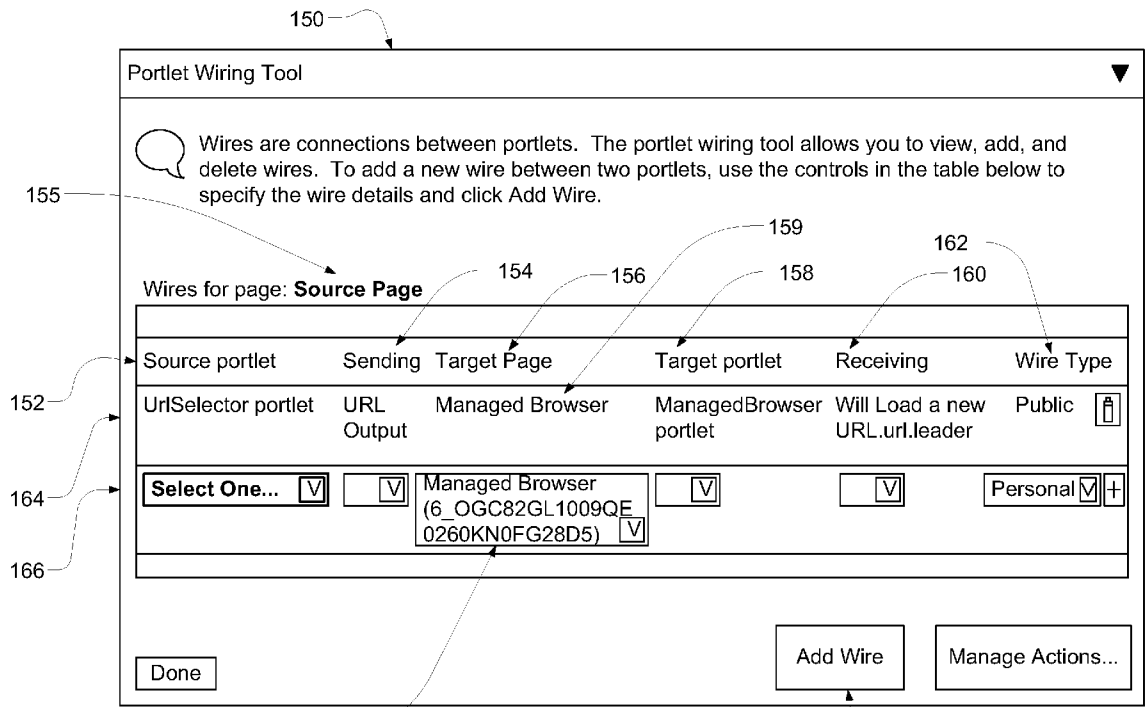 150
Portlet Wiring Tool
Wires are connections between portlets. The portlet wiring tool allows you to view, add, and
delete wires. To add a new wire between two portlets, use the controls in the table below to
specify the wire details and click Add Wire.
155
159
162
154
156
158
160
Wires for page: Source Page
Source portlet Sending Target Page Target portlet Receiving Wire Type
152
UrlSelector portlet URL Managed Browser ManagedBrowser Will Load a new Public
Output portlet URL.url.leader
164
Select One... V V Managed Browser V V Personal V +
(6_OGC82GL1009QE
0260KN0FG28D5) V
166
Done Add Wire Manage Actions...